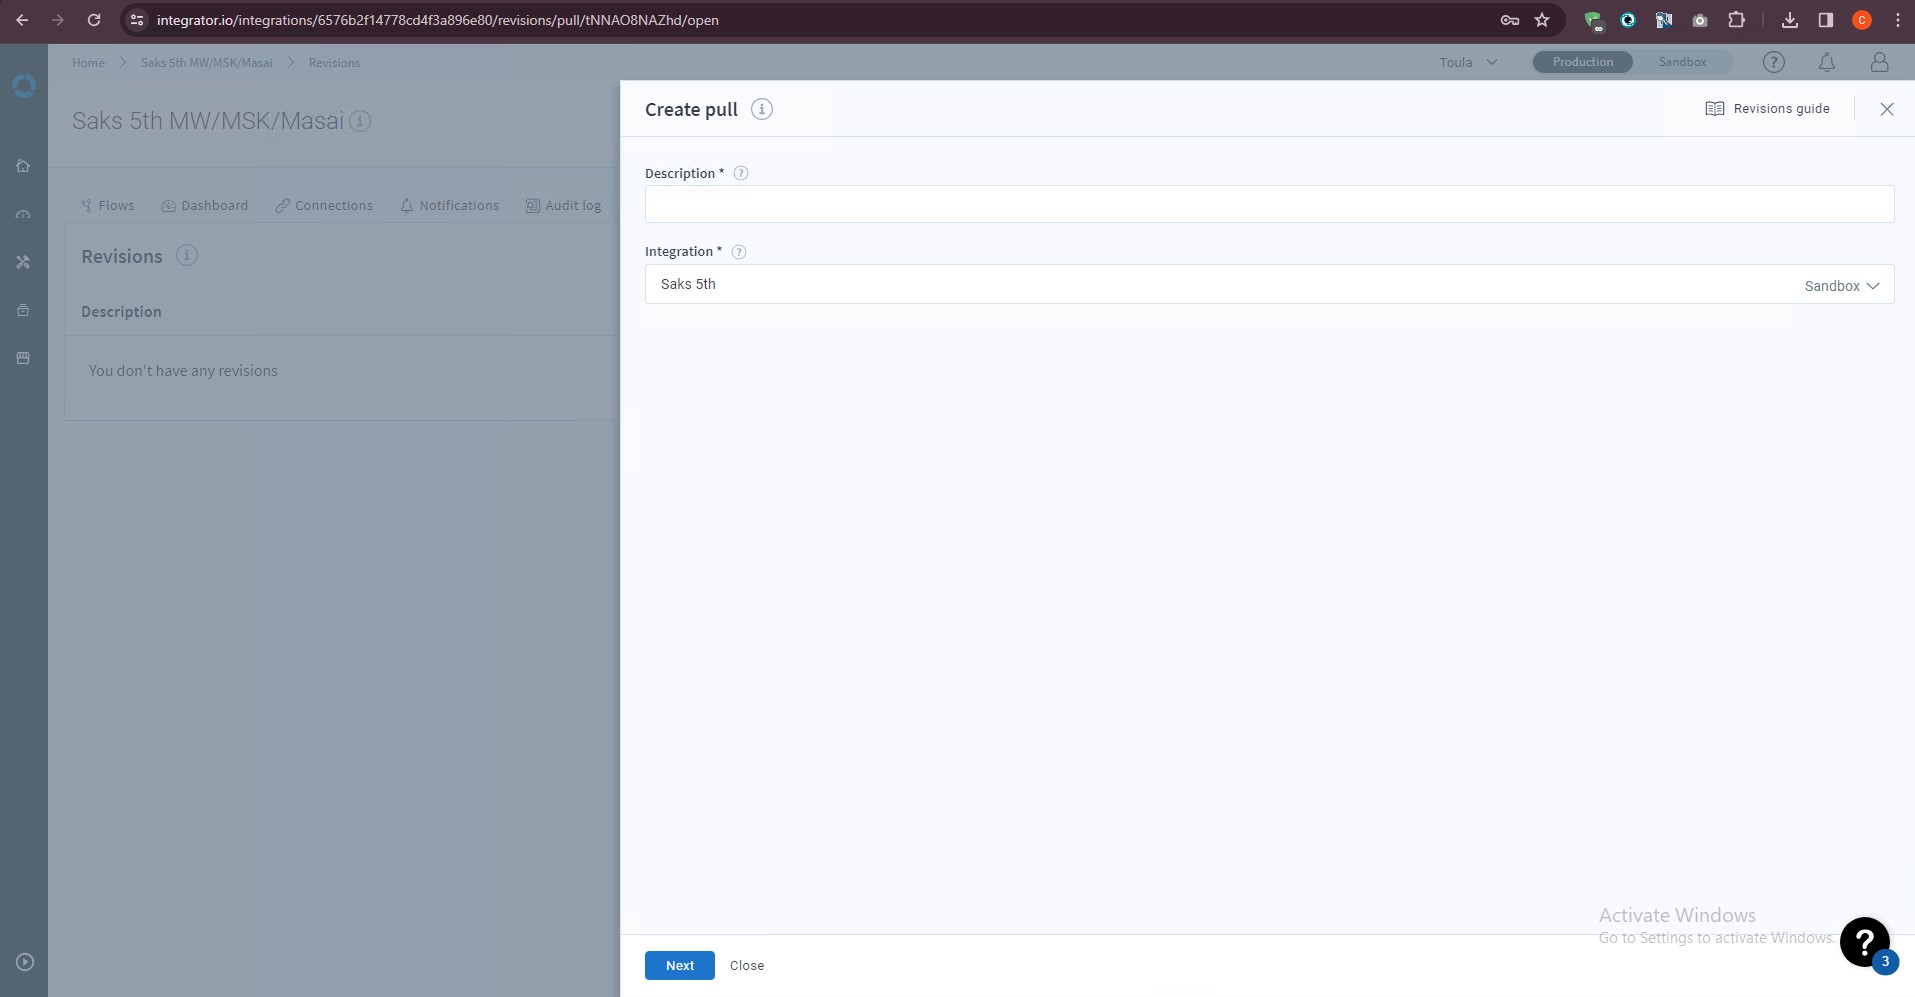 integrator.io/integrations/6576b2f14778cd4f3a896e80/revisions/pull/tNNAO8NAZhd/open
C
Home
Saks 5th MW/MSK/Masai
Revisions
Toula
Production
Sandbox
Saks 5th MW/MSK/Masai
Create pull
Revisions guide
Description *
Flows
Dashboard
Connections
Notifications
Audit log
Integration *
Revisions
Saks 5th
Sandbox
Description
You don't have any revisions
Activate Windows
Go to Settings to activate Windows.
3
Next
Close